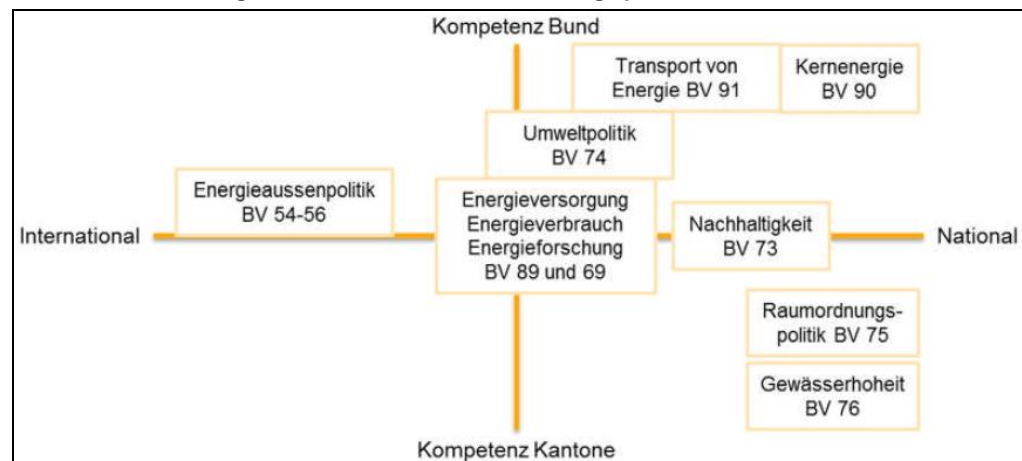 Kompetenz Bund
Transport von
Energie BV 91
Kernenergie
BV 90
Umweltpolitik
BV 74
Energieaussenpolitik
BV 54-56
Energieversorgung
Energieverbrauch
Energieforschung
BV 89 und 69
Nachhaltigkeit
BV 73
International
National
Raumordnungs-
politik BV 75
Gewässerhoheit
BV 76
Kompetenz Kantone